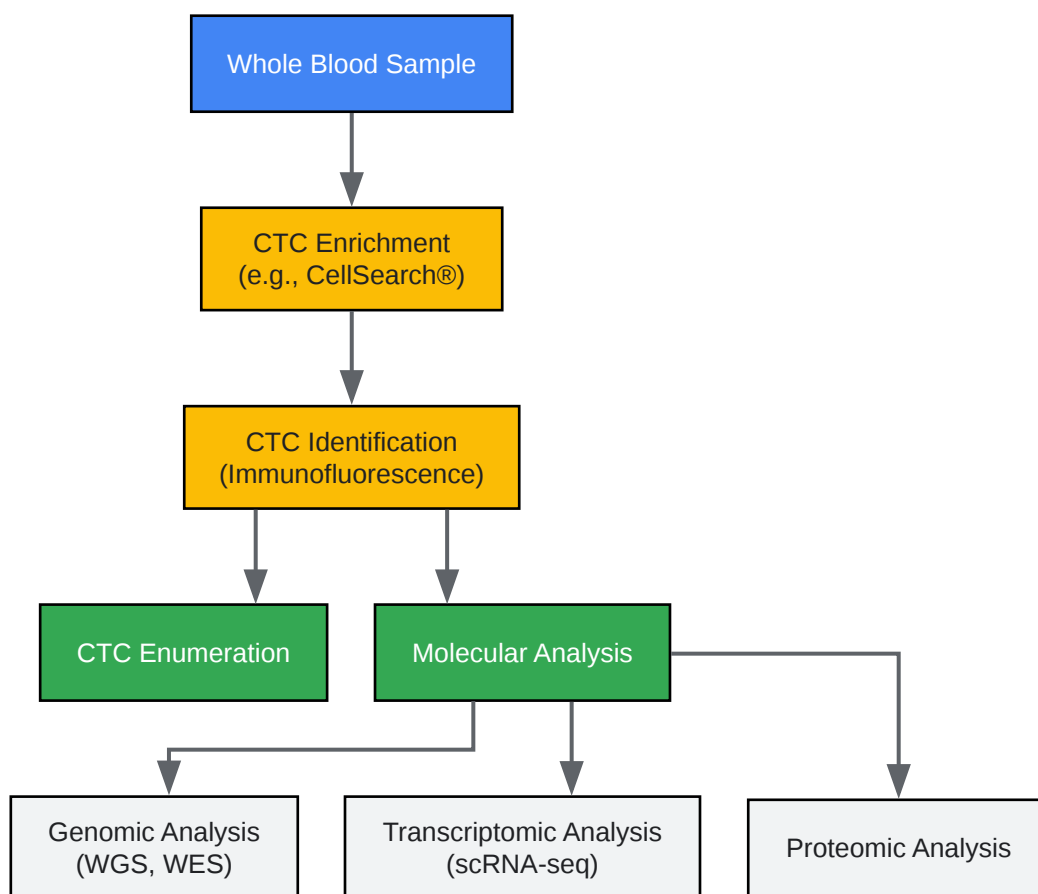 Whole Blood Sample
CTC Enrichment
(e.g., CellSearch®)
CTC Identification
(Immunofluorescence)
CTC Enumeration
Molecular Analysis
Genomic Analysis
(WGS, WES)
Transcriptomic Analysis
(scRNA-seq)
Proteomic Analysis